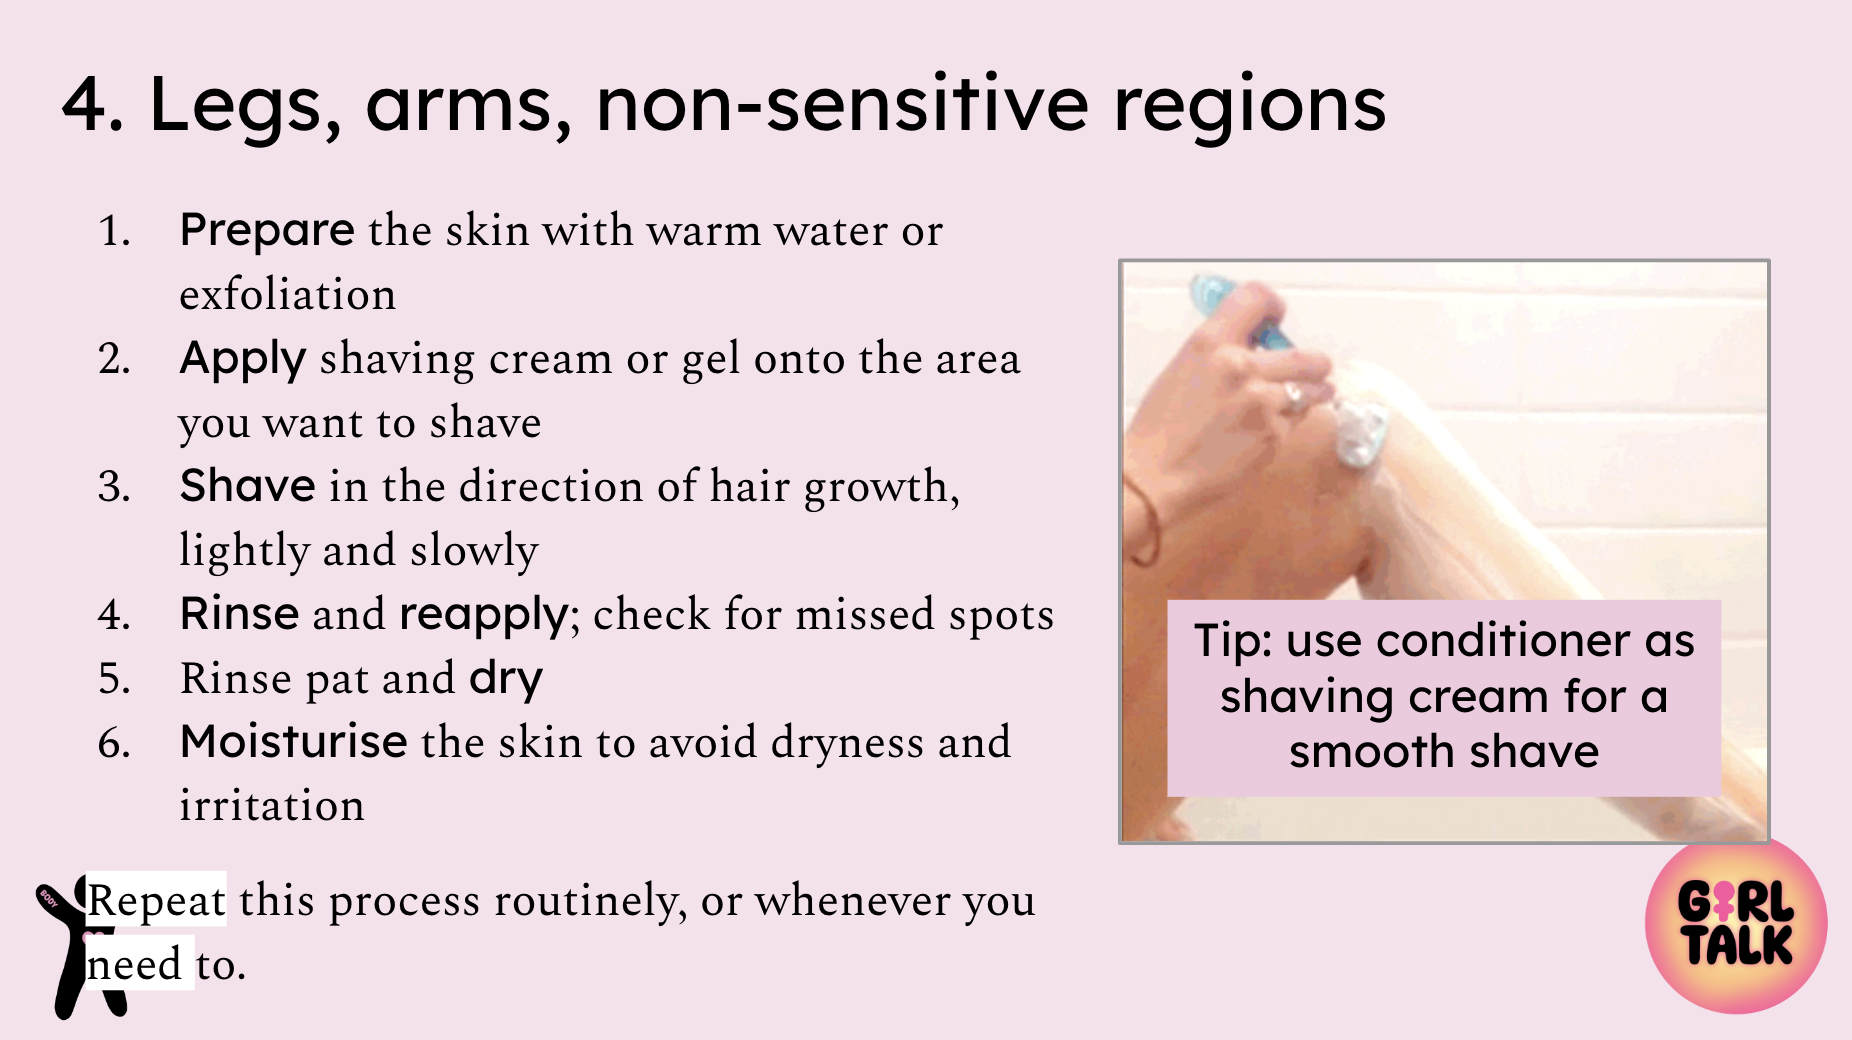 4. Legs, arms, non-sensitive regions
1. Prepare the skin with warm water or
exfoliation
2. Apply shaving cream or gel onto the area
you want to shave
3. Shave in the direction of hair growth,
lightly and slowly
4. Rinse and reapply; check for missed spots
5. Rinse pat and dry
6. Moisturise the skin to avoid dryness and
irritation
Tip: use conditioner as
shaving cream for a
smooth shave
BODY
Repeat this process routinely, or whenever you
need to.
GIRL
TALK